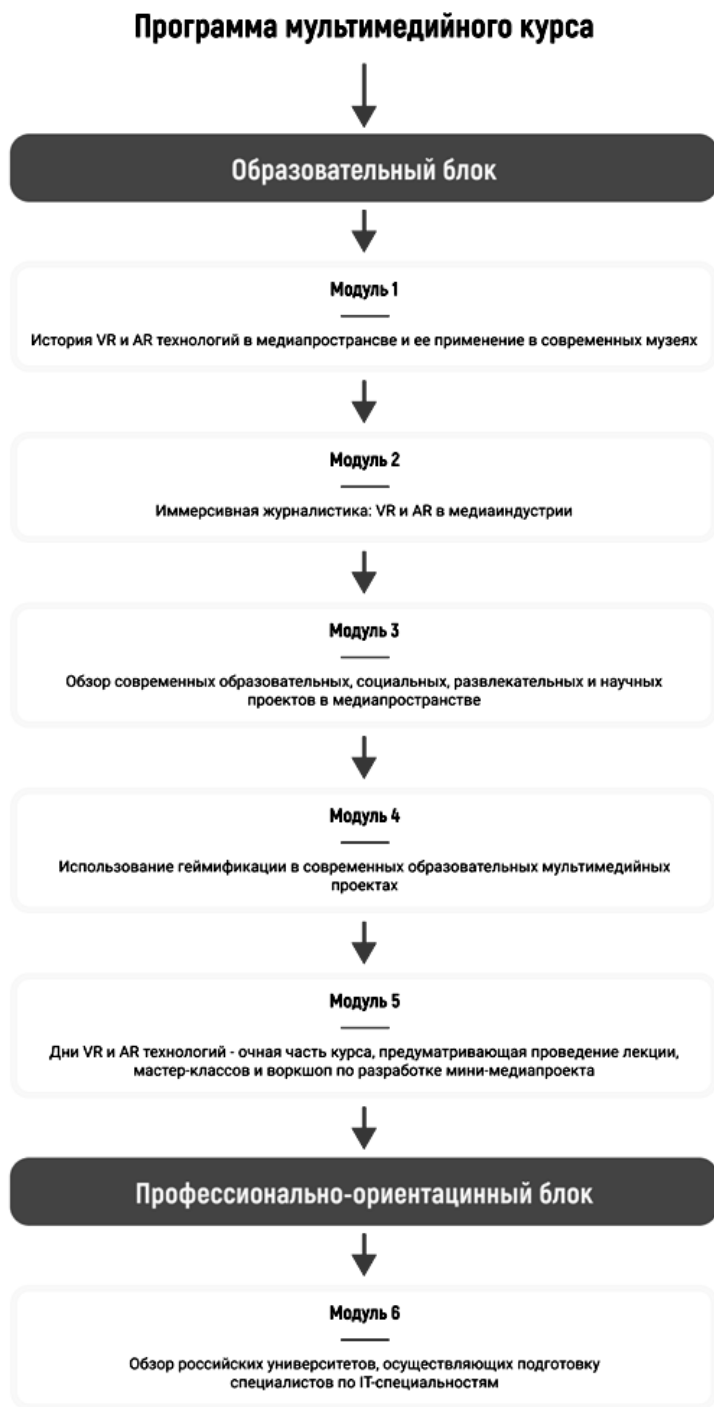 Программа мультимедийного курса
Образовательный блок
Модуль 1
История VR и AR технологий в медиапространсве и ее применение в современных музеях
Модуль 2
Иммерсивная журналистика: VR и AR в медиаиндустрии
Модуль 3
Обзор современных образовательных, социальных, развлекательных и научных
проектов в медиапространстве
Модуль 4
Использование геймификации в современных образовательных мультимедийных
проектах
Модуль 5
Дни VR и AR технологий - очная часть курса, предуматривающая проведение лекции,
мастер-классов и воркшоп по разработке мини-медиапроекта
Профессионально-ориентацинный блок
Модуль 6
Обзор российских университетов, осуществляющих подготовку
специалистов по IT-специальностям